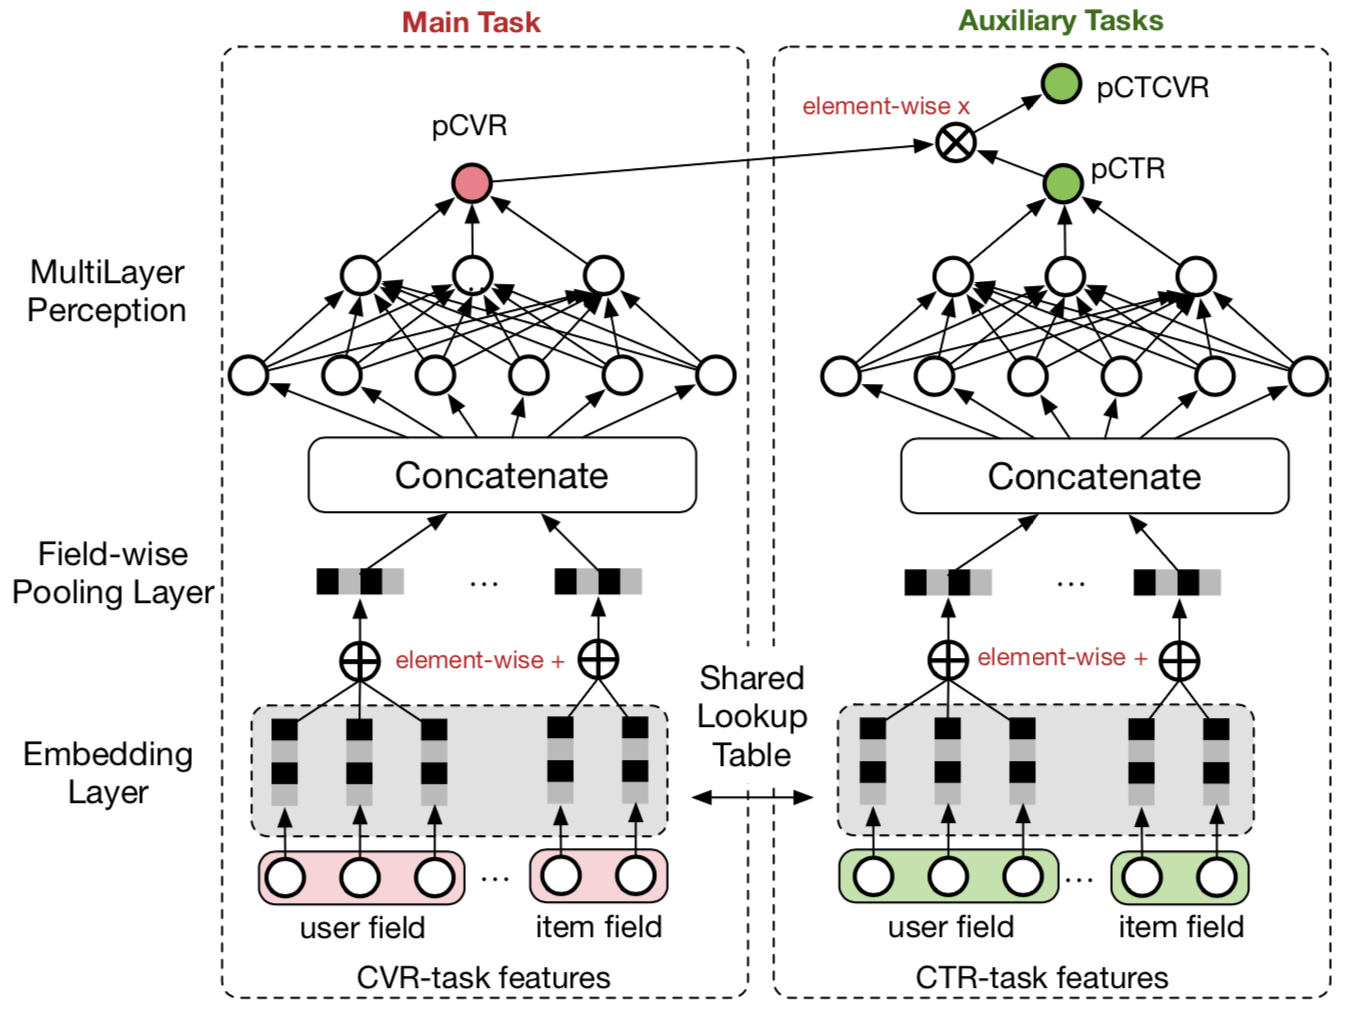 Main Task
Auxiliary Tasks
pCTCVR
element-wise x
pCVR
pCTR
MultiLayer
Perception
...
Concatenate
Concatenate
Field-wise
Pooling Layer
...
...
element-wise +
element-wise +
Shared
Lookup
Table
Embedding
Layer
...
...
user field
item field
user field
item field
CVR-task features
CTR-task features